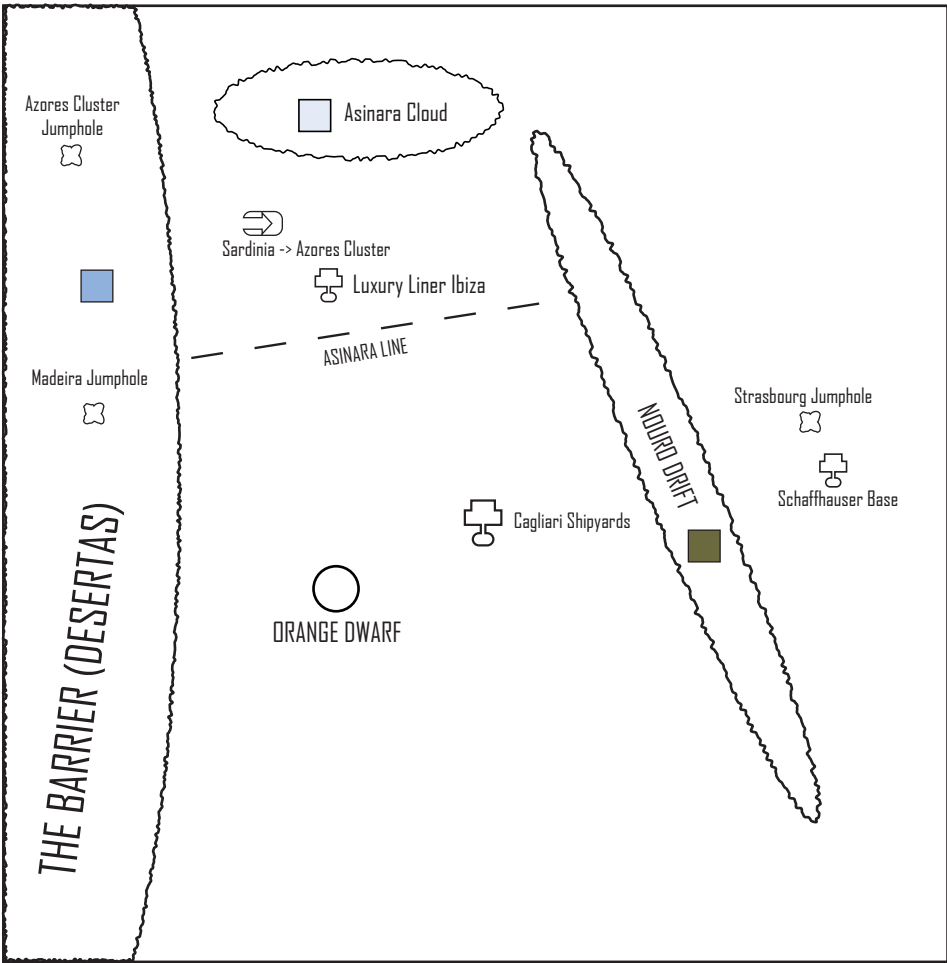 Azores Cluster
Jumphole
Asinara Cloud
Sardinia -> Azores Cluster
Luxury Liner Ibiza
ASINARA LINE
Madeira Jumphole
Strasbourg Jumphole
NOURO DRIFT
Schaffhauser Base
Cagliari Shipyards
ORANGE DWARF
THE BARRIER (DESERTAS)